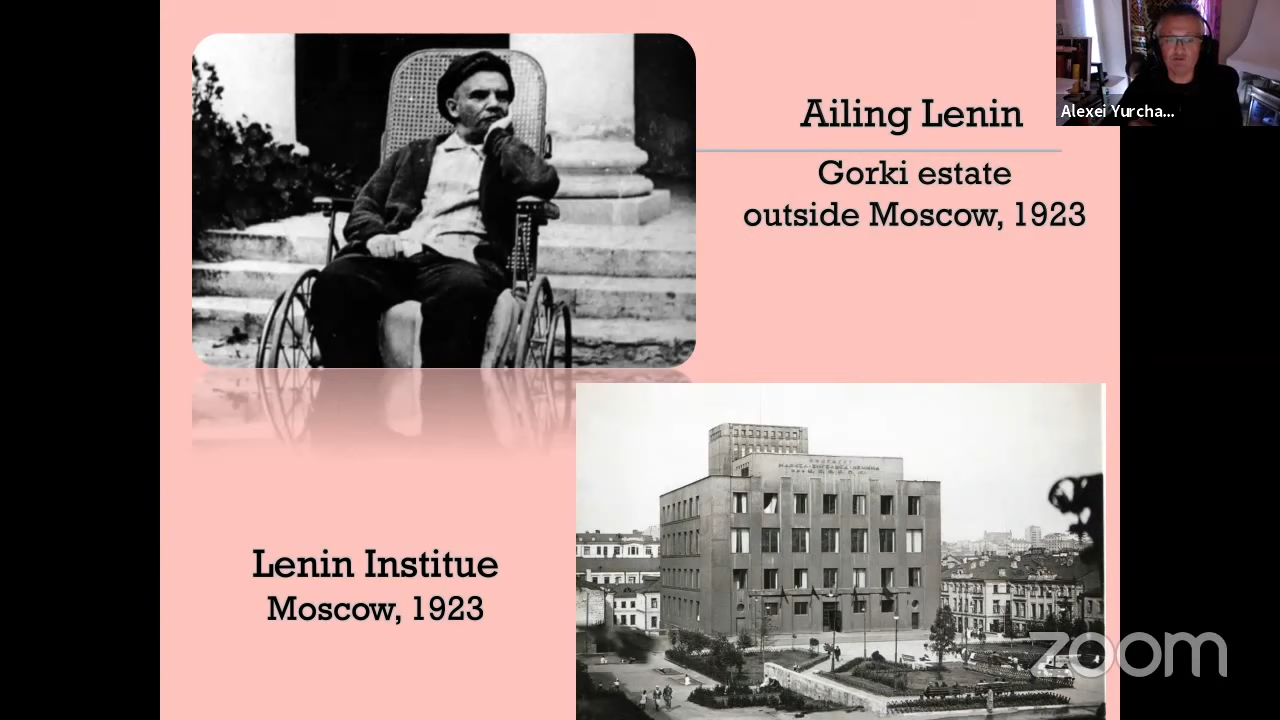 Ailing Lenin
Gorki estate
outside Moscow, 1923
Alexei Yurcha...
Lenin Institue
Moscow, 1923
zoom